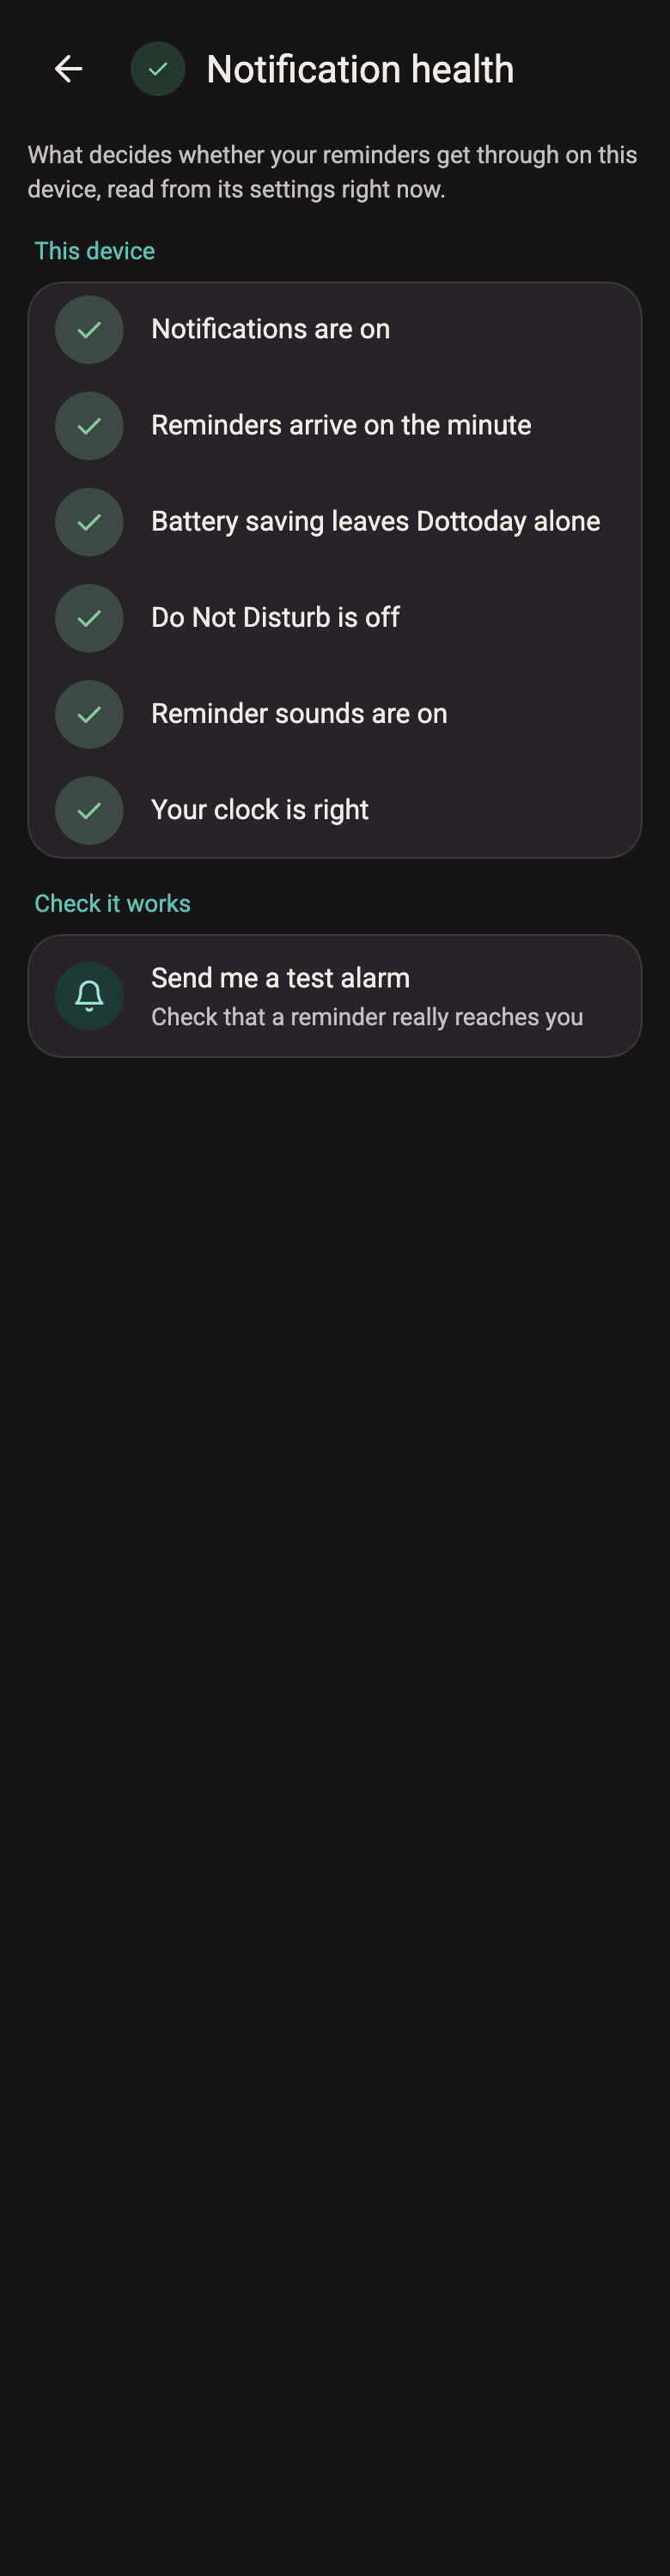 Notification health
What decides whether your reminders get through on this
device, read from its settings right now.
This device
Notifications are on
Reminders arrive on the minute
Battery saving leaves Dottoday alone
Do Not Disturb is off
Reminder sounds are on
Your clock is right
Check it works
Send me a test alarm
Check that a reminder really reaches you